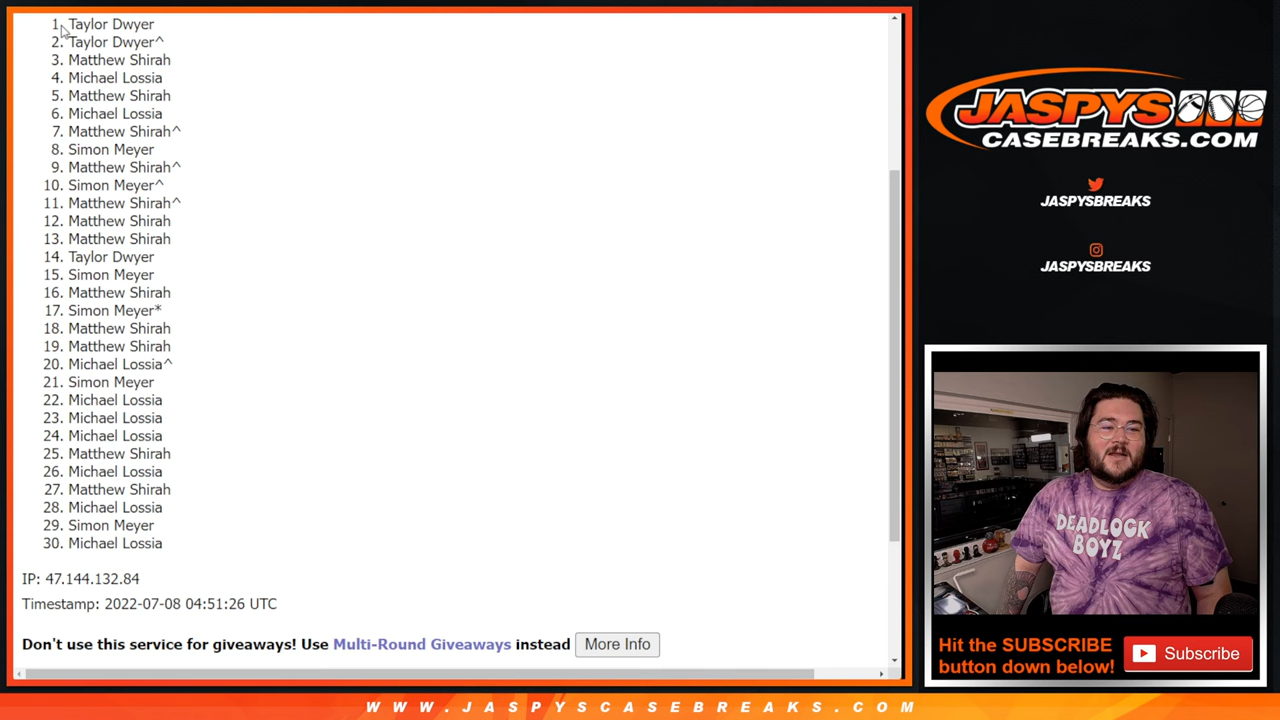 1. Taylor Dwyer
2. Taylor Dwyer^
3. Matthew Shirah
4. Michael Lossia
5. Matthew Shirah
6. Michael Lossia
7. Matthew Shirah^
8. Simon Meyer
9. Matthew Shirah^
10. Simon Meyer^
11. Matthew Shirah^
12. Matthew Shirah
13. Matthew Shirah
14. Taylor Dwyer
15. Simon Meyer
16. Matthew Shirah
17. Simon Meyer*
18. Matthew Shirah
19. Matthew Shirah
20. Michael Lossia^
21. Simon Meyer
22. Michael Lossia
23. Michael Lossia
24. Michael Lossia
25. Matthew Shirah
26. Michael Lossia
27. Matthew Shirah
28. Michael Lossia
29. Simon Meyer
30. Michael Lossia
IP: 47.144.132.84
Timestamp: 2022-07-08 04:51:26 UTC
Don't use this service for giveaways! Use Multi-Round Giveaways instead More Info
JASPYS
CASEBREAKS.COM
JASPYSBREAKS
JASPYSBREAKS
DEADLOCK
BOYZ
Hit the SUBSCRIBE
button down below!
Subscribe
WWW.JASPYSCASEBREAKS.COM